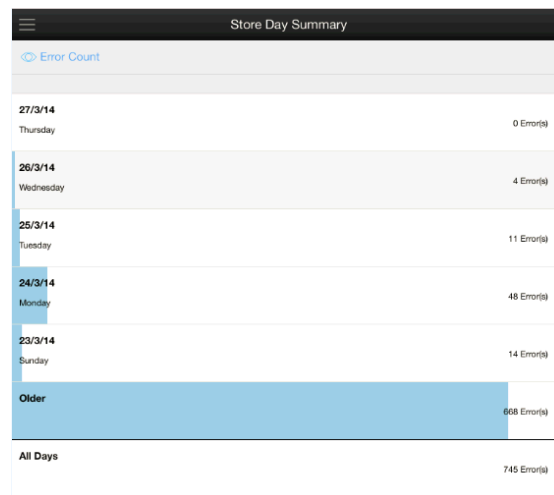 Store Day Summary
Error Count
27/3/14
Thursday
0 Error(s)
26/3/14
Wednesday
4 Error(s)
25/3/14
Tuesday
11 Error(s)
24/3/14
Monday
48 Error(s)
23/3/14
Sunday
14 Error(s)
Older
668 Error(s)
All Days
745 Error(s)